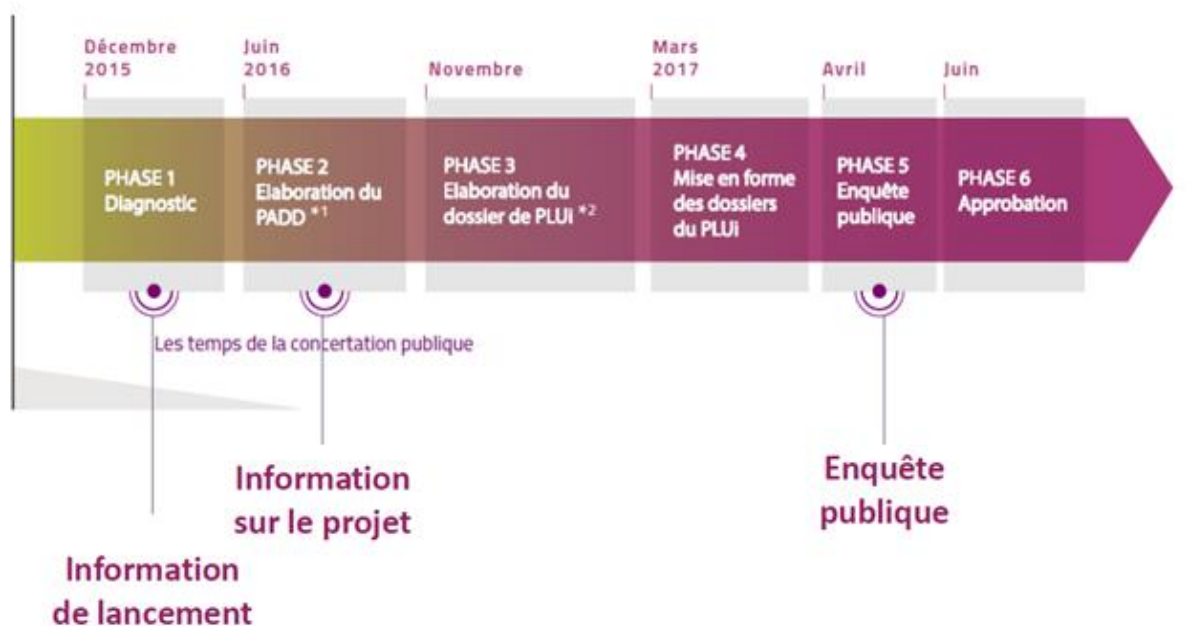 Décembre
2015
Juin
2016
Novembre
Mars
2017
Avril
Juin
PHASE 1
Diagnostic
PHASE 2
Elaboration du
PADD *1
PHASE 3
Elaboration du
dossier de PLUi *2
PHASE 4
Mise en forme
des dossiers
du PLUi
PHASE 5
Enquête
publique
PHASE 6
Approbation
Les temps de la concertation publique
Information
sur le projet
Enquête
publique
Information
de lancement